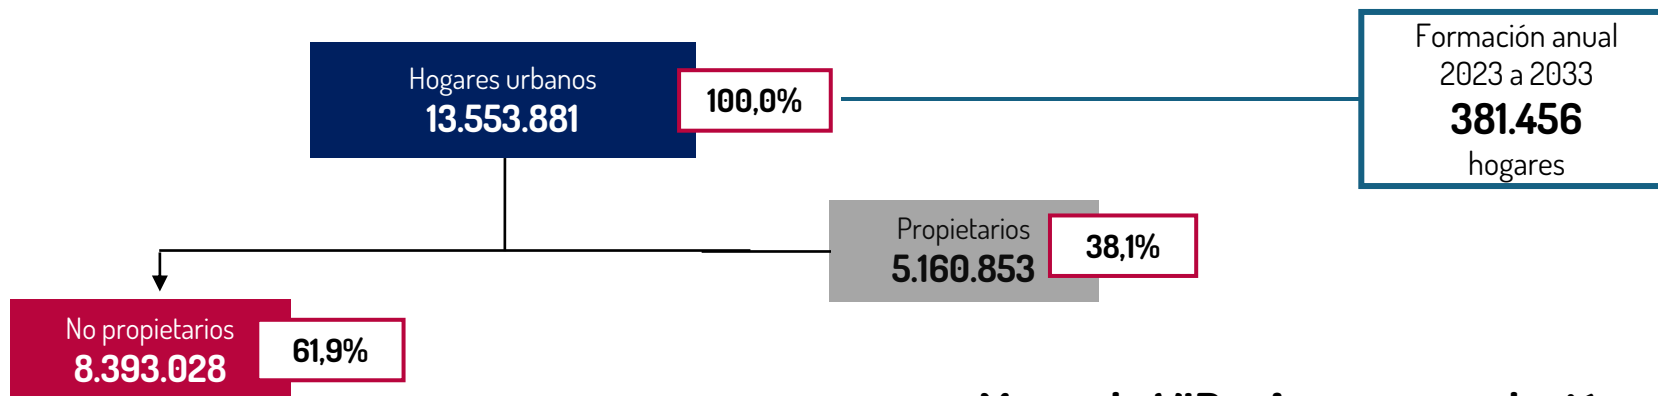 Formación anual
2023 a 2033
381.456
hogares
Hogares urbanos
13.553.881
100,0%
Propietarios
5.160.853
38,1%
No propietarios
8.393.028
61,9%